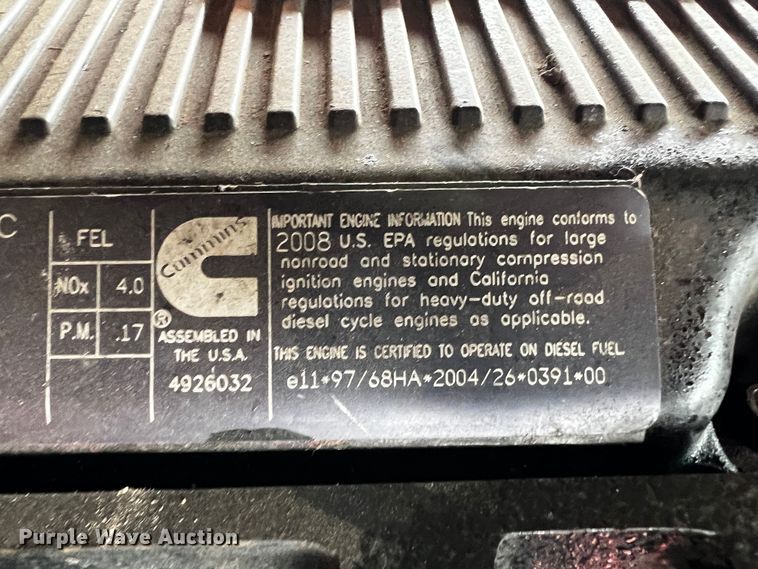 C
FEL
NOx 4.0
P.M. .17
Cummins
®
ASSEMBLED IN
THE U.S.A.
4926032
IMPORTANT ENGINE INFORMATION This engine conforms to
2008 U.S. EPA regulations for large
nonroad and stationary compression
ignition engines and California
regulations for heavy-duty off-road
diesel cycle engines as applicable.
THIS ENGINE IS CERTIFIED TO OPERATE ON DIESEL FUEL
e11*97/68HA*2004/26*0391*00
Purple Wave Auction